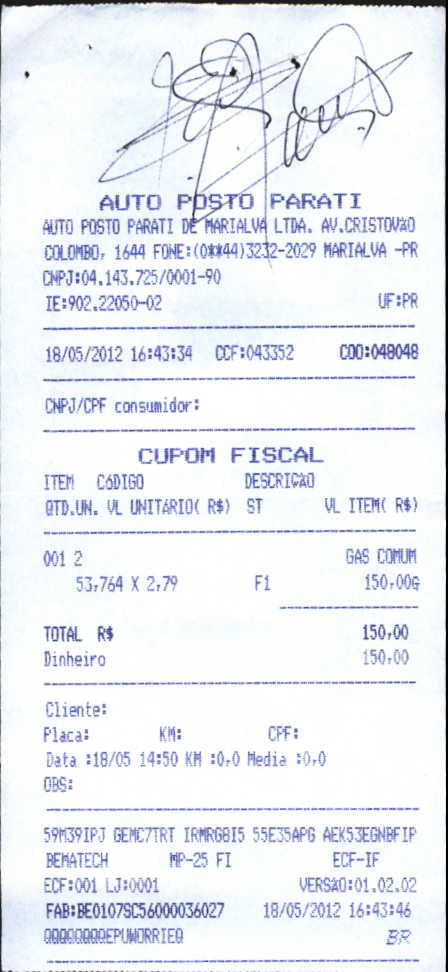 AUTO POSTO PARATI
AUTO POSTO PARATI DE MARIALVA LTDA. AV.CRISTOVãO
COLOMBO, 1644 FONE:(0**44)3232-2029 MARIALVA -PR
CNPJ:04.143.725/0001-90
IE:902.22050-02 UF:PR
18/05/2012 16:43:34 CCF:043352 COO:048048
CNPJ/CPF consumidor:
CUPOM FISCAL
ITEM CóDIGO DESCRIçãO
QTD.UN. VL UNITáRIO( R$) ST VL ITEM( R$)
001 2 GAS COMUM
53,764 X 2,79 F1 150,00G
TOTAL R$ 150,00
Dinheiro 150,00
Cliente:
Placa: KM: CPF:
Data :18/05 14:50 KM :0,0 Media :0,0
OBS:
59M39IPJ GEMC7TRT IRMRG8I5 55E35APG AEK53EGNBFIP
BEMATECH MP-25 FI ECF-IF
ECF:001 LJ:0001 VERSãO:01.02.02
FAB:BE0107SC56000036027 18/05/2012 16:43:46
QQQQQQQQEPUWORRIEQ BR